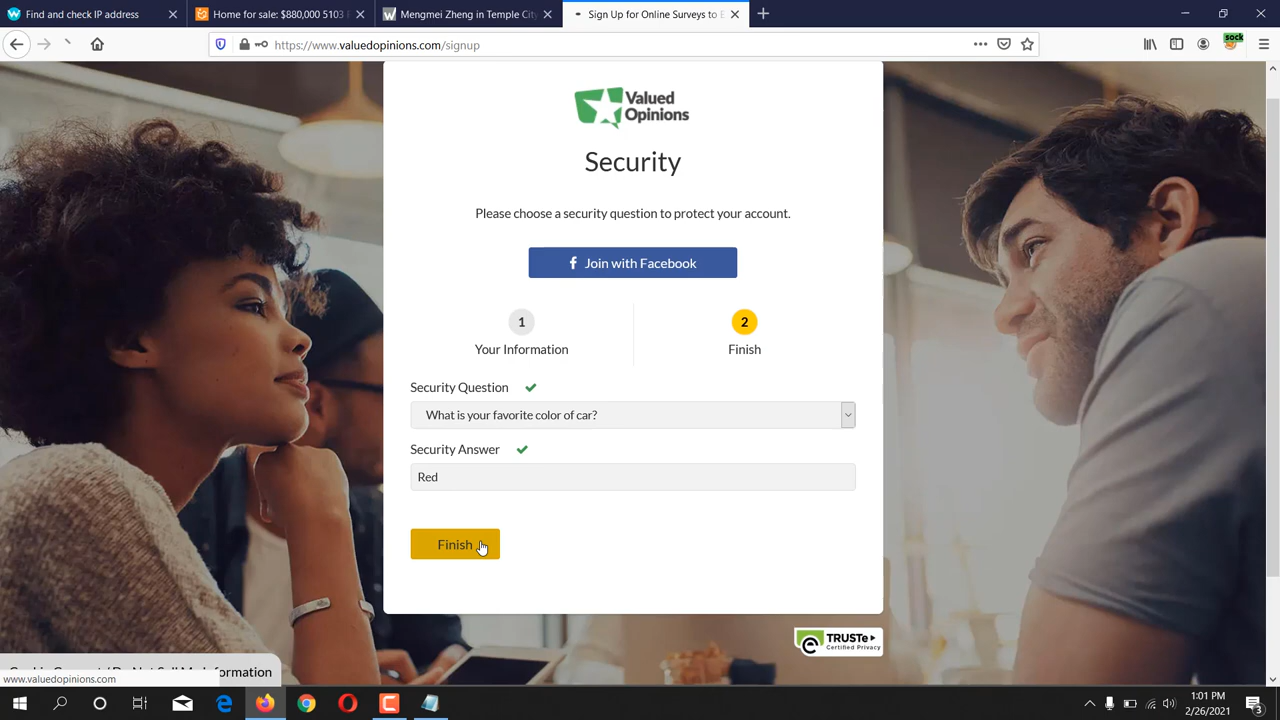 Find and check IP address
Home for sale: $880,000 5103
Mengmei Zheng in Temple City
Sign Up for Online Surveys to
sock
https://www.valuedopinions.com/signup
Valued
Opinions
Security
Please choose a security question to protect your account.
f Join with Facebook
1
2
Your Information
Finish
Security Question
What is your favorite color of car?
Security Answer
Red
Finish
TRUSTe
Certified Privacy
www.valuedopinions.com
1:01 PM
2/26/2021
3